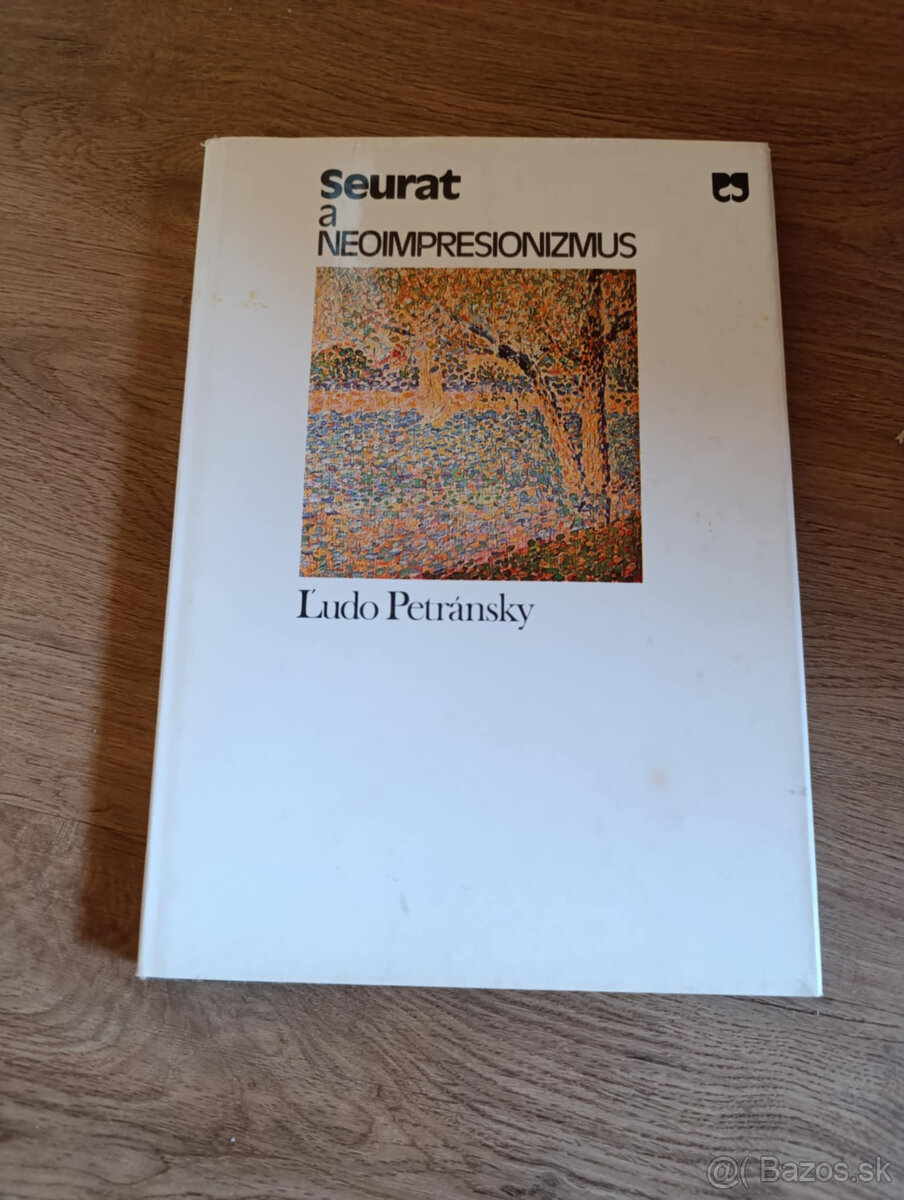 Seurat
a
NEOIMPRESIONIZMUS
Ľudo Petránsky
@( Bazos.sk